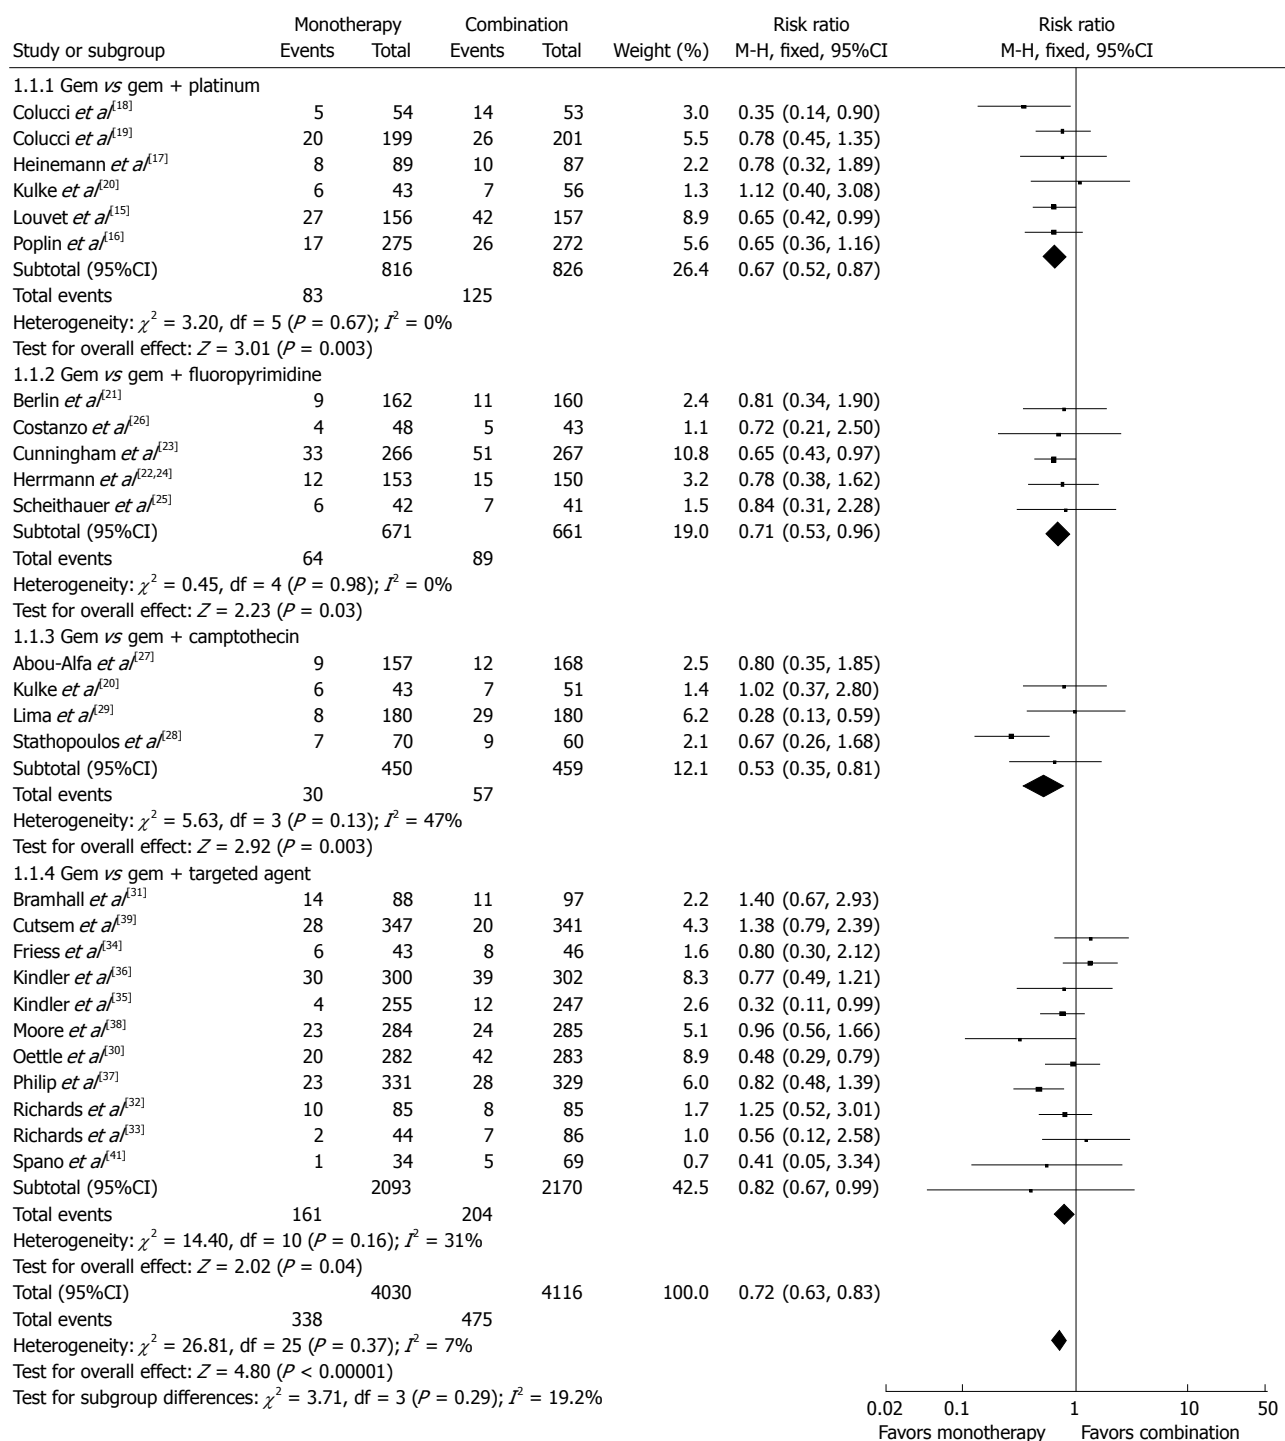 Monotherapy Combination Risk ratio Risk ratio
Study or subgroup Events Total Events Total Weight (%) M-H, fixed, 95%CI M-H, fixed, 95%CI
1.1.1 Gem vs gem + platinum
Colucci et al[18] 5 54 14 53 3.0 0.35 (0.14, 0.90)
Colucci et al[19] 20 199 26 201 5.5 0.78 (0.45, 1.35)
Heinemann et al[17] 8 89 10 87 2.2 0.78 (0.32, 1.89)
Kulke et al[20] 6 43 7 56 1.3 1.12 (0.40, 3.08)
Louvet et al[15] 27 156 42 157 8.9 0.65 (0.42, 0.99)
Poplin et al[16] 17 275 26 272 5.6 0.65 (0.36, 1.16)
Subtotal (95%CI) 816 826 26.4 0.67 (0.52, 0.87)
Total events 83 125
Heterogeneity: χ² = 3.20, df = 5 (P = 0.67); I² = 0%
Test for overall effect: Z = 3.01 (P = 0.003)
1.1.2 Gem vs gem + fluoropyrimidine
Berlin et al[21] 9 162 11 160 2.4 0.81 (0.34, 1.90)
Costanzo et al[26] 4 48 5 43 1.1 0.72 (0.21, 2.50)
Cunningham et al[23] 33 266 51 267 10.8 0.65 (0.43, 0.97)
Herrmann et al[22,24] 12 153 15 150 3.2 0.78 (0.38, 1.62)
Scheithauer et al[25] 6 42 7 41 1.5 0.84 (0.31, 2.28)
Subtotal (95%CI) 671 661 19.0 0.71 (0.53, 0.96)
Total events 64 89
Heterogeneity: χ² = 0.45, df = 4 (P = 0.98); I² = 0%
Test for overall effect: Z = 2.23 (P = 0.03)
1.1.3 Gem vs gem + camptothecin
Abou-Alfa et al[27] 9 157 12 168 2.5 0.80 (0.35, 1.85)
Kulke et al[20] 6 43 7 51 1.4 1.02 (0.37, 2.80)
Lima et al[29] 8 180 29 180 6.2 0.28 (0.13, 0.59)
Stathopoulos et al[28] 7 70 9 60 2.1 0.67 (0.26, 1.68)
Subtotal (95%CI) 450 459 12.1 0.53 (0.35, 0.81)
Total events 30 57
Heterogeneity: χ² = 5.63, df = 3 (P = 0.13); I² = 47%
Test for overall effect: Z = 2.92 (P = 0.003)
1.1.4 Gem vs gem + targeted agent
Bramhall et al[31] 14 88 11 97 2.2 1.40 (0.67, 2.93)
Cutsem et al[39] 28 347 20 341 4.3 1.38 (0.79, 2.39)
Friess et al[34] 6 43 8 46 1.6 0.80 (0.30, 2.12)
Kindler et al[36] 30 300 39 302 8.3 0.77 (0.49, 1.21)
Kindler et al[35] 4 255 12 247 2.6 0.32 (0.11, 0.99)
Moore et al[38] 23 284 24 285 5.1 0.96 (0.56, 1.66)
Oettle et al[30] 20 282 42 283 8.9 0.48 (0.29, 0.79)
Philip et al[37] 23 331 28 329 6.0 0.82 (0.48, 1.39)
Richards et al[32] 10 85 8 85 1.7 1.25 (0.52, 3.01)
Richards et al[33] 2 44 7 86 1.0 0.56 (0.12, 2.58)
Spano et al[41] 1 34 5 69 0.7 0.41 (0.05, 3.34)
Subtotal (95%CI) 2093 2170 42.5 0.82 (0.67, 0.99)
Total events 161 204
Heterogeneity: χ² = 14.40, df = 10 (P = 0.16); I² = 31%
Test for overall effect: Z = 2.02 (P = 0.04)
Total (95%CI) 4030 4116 100.0 0.72 (0.63, 0.83)
Total events 338 475
Heterogeneity: χ² = 26.81, df = 25 (P = 0.37); I² = 7%
Test for overall effect: Z = 4.80 (P < 0.00001)
Test for subgroup differences: χ² = 3.71, df = 3 (P = 0.29); I² = 19.2%
0.02 0.1 1 10 50
Favors monotherapy Favors combination